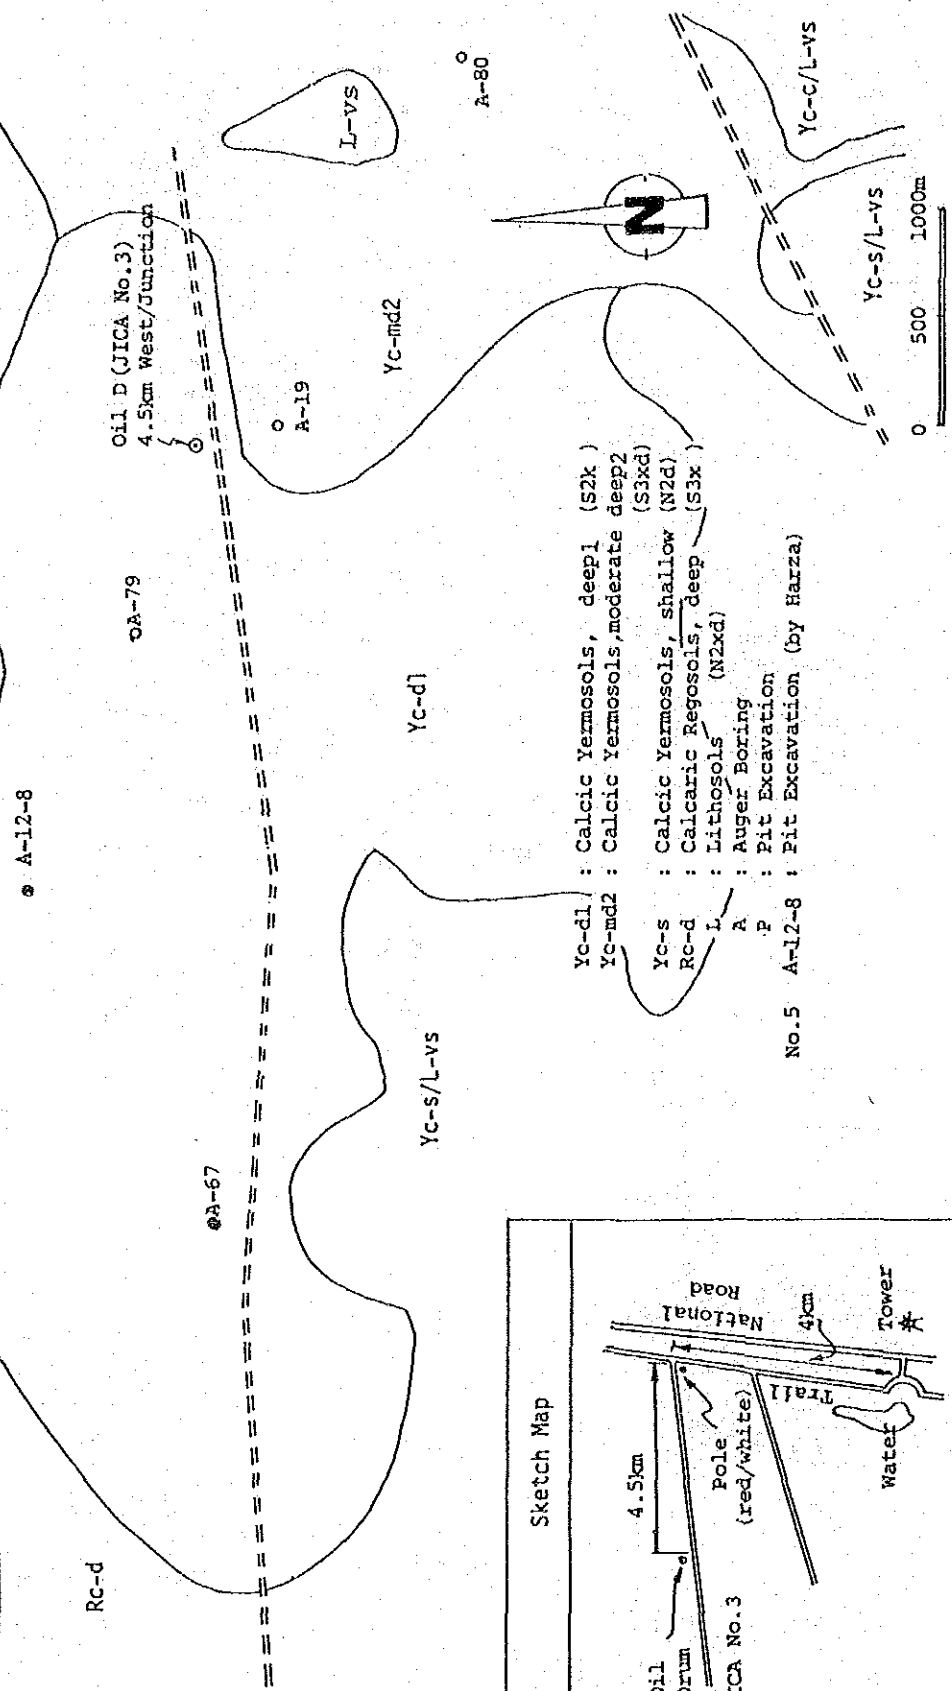 Oil D(JICA No.3)
4.5km West/Junction
L-vs
A-80
A-19
Yc-md2
A-79
A-12-8
Yc-d1
A-67
Yc-s/L-vs
Rc-d
N
Yc-c/L-vs
Yc-s/L-vs
0 500 1000m
Yc-d1 : Calcic Yermosols, deep1 (S2k )
Yc-md2 : Calcic Yermosols,moderate deep2
(S3xd)
Yc-s : Calcic Yermosols, shallow (N2d)
Rc-d : Calcaric Regosols, deep (S3x )
L : Lithosols (N2xd)
A : Auger Boring
P : Pit Excavation
No.5 A-12-8 : Pit Excavation (by Harza)
Sketch Map
National
Road
4.5km
4km
Pole
(red/white)
Trail
Tower
Water
oil
rum
ICA No.3